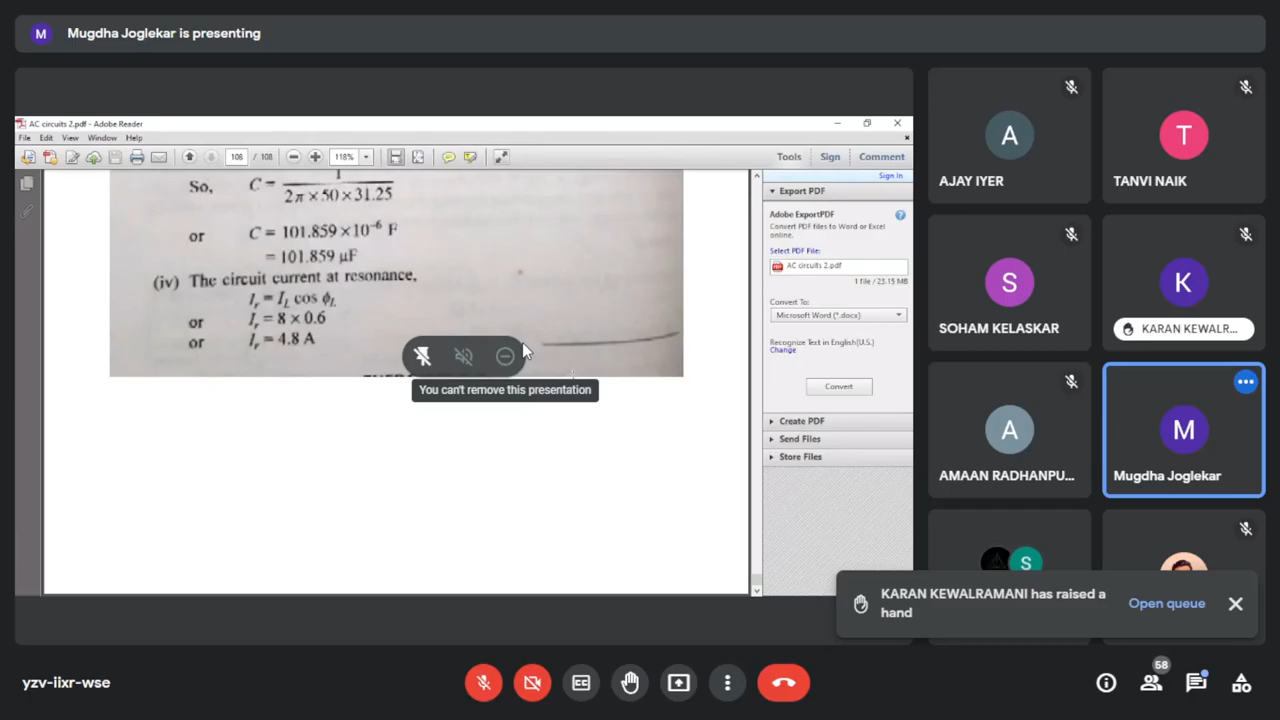 M Mugdha Joglekar is presenting
AC circuits 2.pdf - Adobe Reader
File Edit View Window Help
108 / 108 118% Tools Sign Comment
Sign In
So, C = 1 / 2π×50×31.25
or C = 101.859 ×10⁻⁶ F
= 101.859 µF
(iv) The circuit current at resonance,
I_r = I_L cos ϕ_L
or I_r = 8 × 0.6
or I_r = 4.8 A
You can't remove this presentation
Export PDF
Adobe ExportPDF
Convert PDF files to Word or Excel
online.
Select PDF File:
AC circuits 2.pdf
1 file / 23.15 MB
Convert To:
Microsoft Word (*.docx)
Recognize Text in English(U.S.)
Change
Convert
Create PDF
Send Files
Store Files
A
AJAY IYER
T
TANVI NAIK
S
SOHAM KELASKAR
K
KARAN KEWALR...
A
AMAAN RADHANPU...
M
Mugdha Joglekar
S
KARAN KEWALRAMANI has raised a
hand
Open queue
yzv-iixr-wse
CC
58